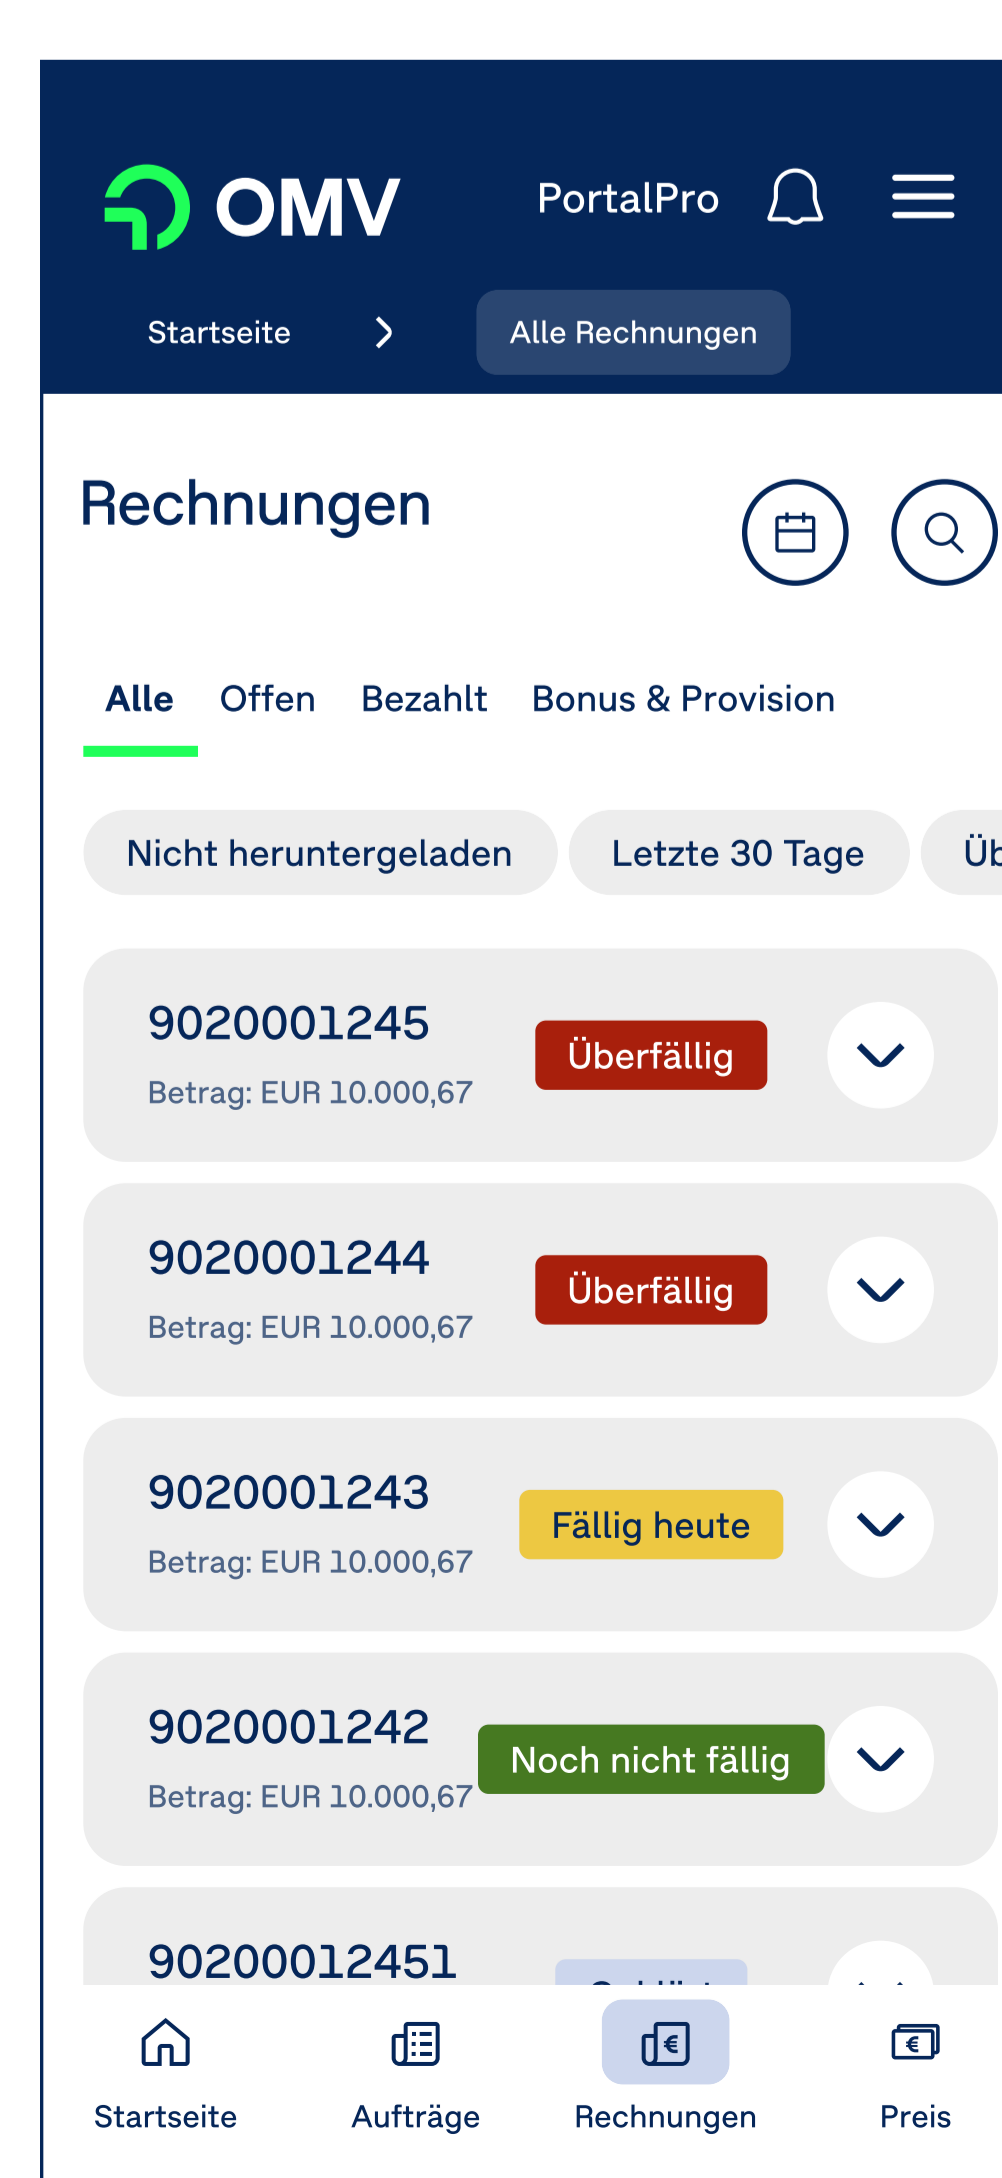 OMV
PortalPro
Startseite
Alle Rechnungen
Rechnungen
Alle
Offen
Bezahlt
Bonus & Provision
Nicht heruntergeladen
Letzte 30 Tage
9020001245
Überfällig
Betrag: EUR 10.000,67
9020001244
Überfällig
Betrag: EUR 10.000,67
9020001243
Fällig heute
Betrag: EUR 10.000,67
9020001242
Noch nicht fällig
Betrag: EUR 10.000,67
90200012451
Startseite
Aufträge
Rechnungen
Preis